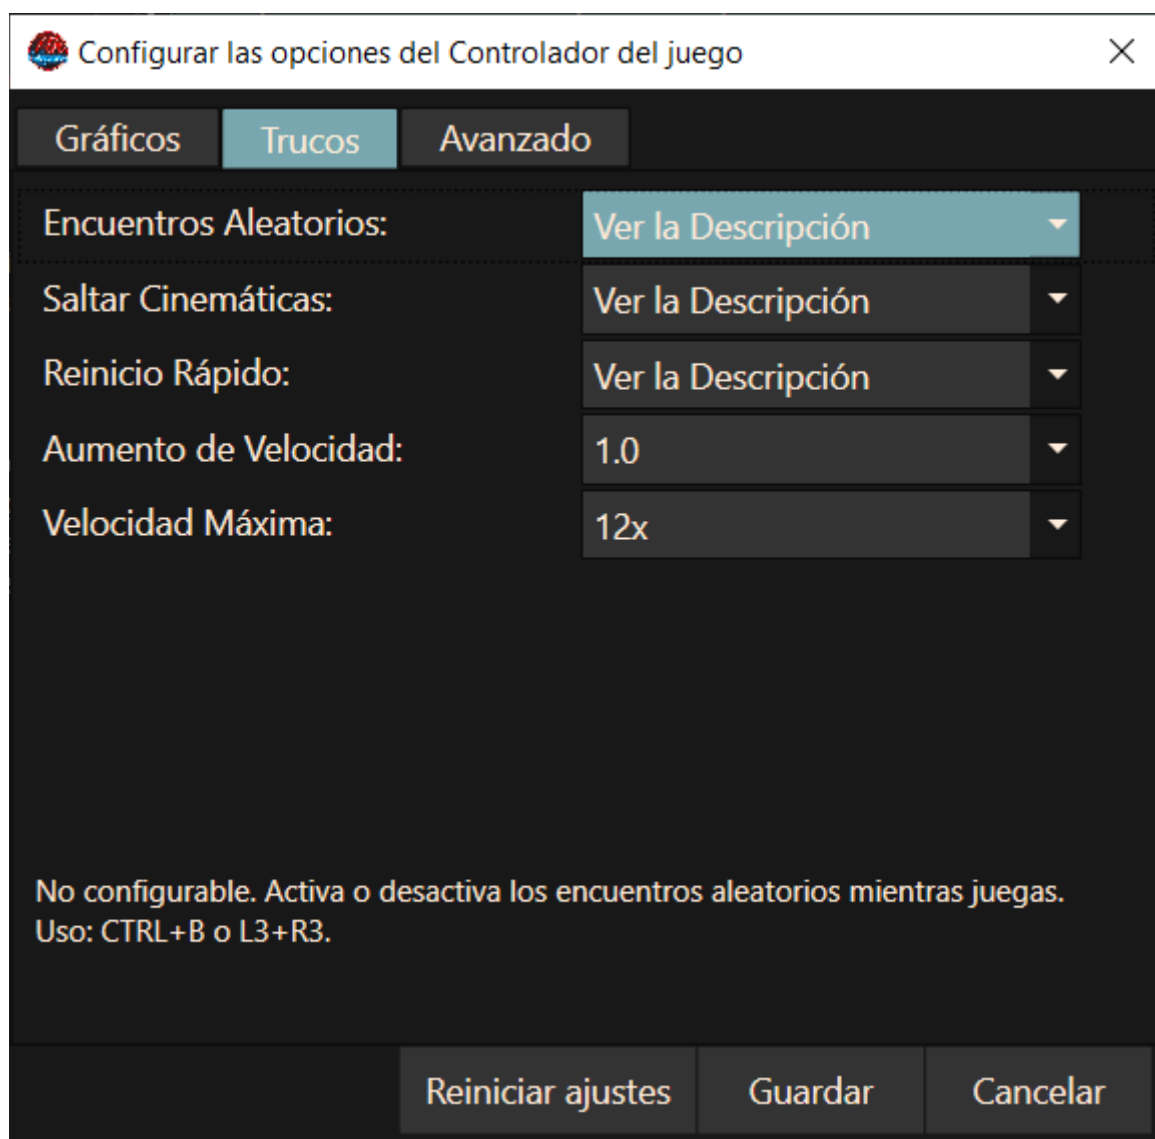 Configurar las opciones del Controlador del juego
Gráficos Trucos Avanzado
Encuentros Aleatorios: Ver la Descripción
Saltar Cinemáticas: Ver la Descripción
Reinicio Rápido: Ver la Descripción
Aumento de Velocidad: 1.0
Velocidad Máxima: 12x
No configurable. Activa o desactiva los encuentros aleatorios mientras juegas.
Uso: CTRL+B o L3+R3.
Reiniciar ajustes Guardar Cancelar